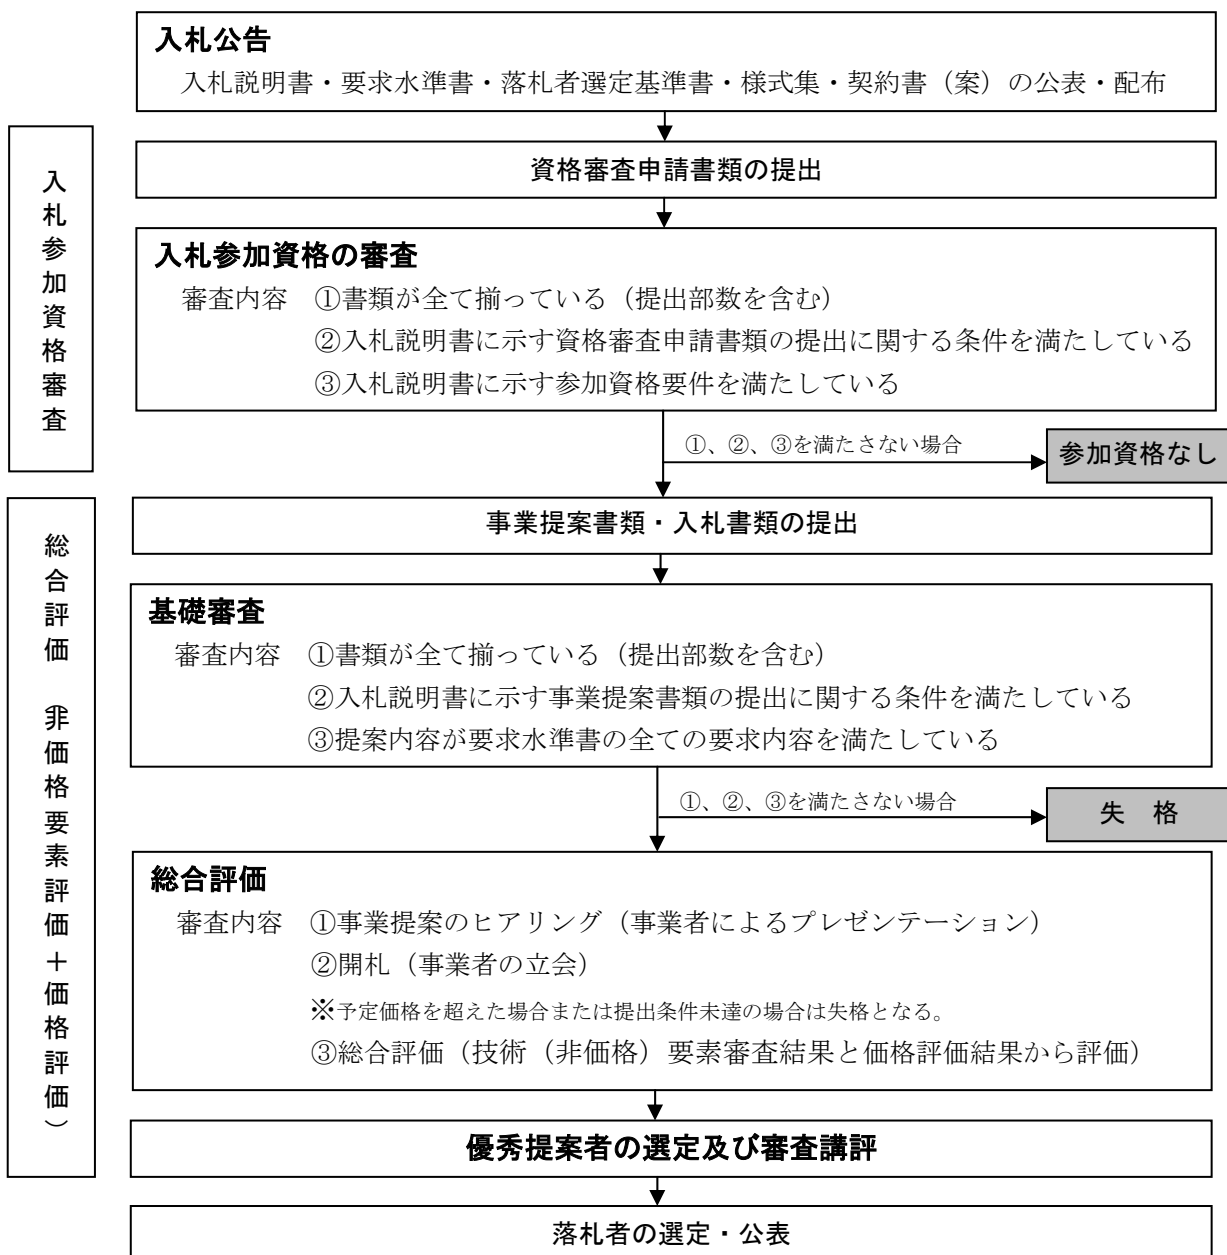 入札公告
入札説明書・要求水準書・落札者選定基準書・様式集・契約書（案）の公表・配布
入札参加資格審査
資格審査申請書類の提出
入札参加資格の審査
審査内容　①書類が全て揃っている（提出部数を含む）
②入札説明書に示す資格審査申請書類の提出に関する条件を満たしている
③入札説明書に示す参加資格要件を満たしている
①、②、③を満たさない場合
参加資格なし
総合評価　非価格要素評価＋価格評価）
事業提案書類・入札書類の提出
基礎審査
審査内容　①書類が全て揃っている（提出部数を含む）
②入札説明書に示す事業提案書類の提出に関する条件を満たしている
③提案内容が要求水準書の全ての要求内容を満たしている
①、②、③を満たさない場合
失　格
総合評価
審査内容　①事業提案のヒアリング（事業者によるプレゼンテーション）
②開札（事業者の立会）
※予定価格を超えた場合または提出条件未達の場合は失格となる。
③総合評価（技術（非価格）要素審査結果と価格評価結果から評価）
優秀提案者の選定及び審査講評
落札者の選定・公表